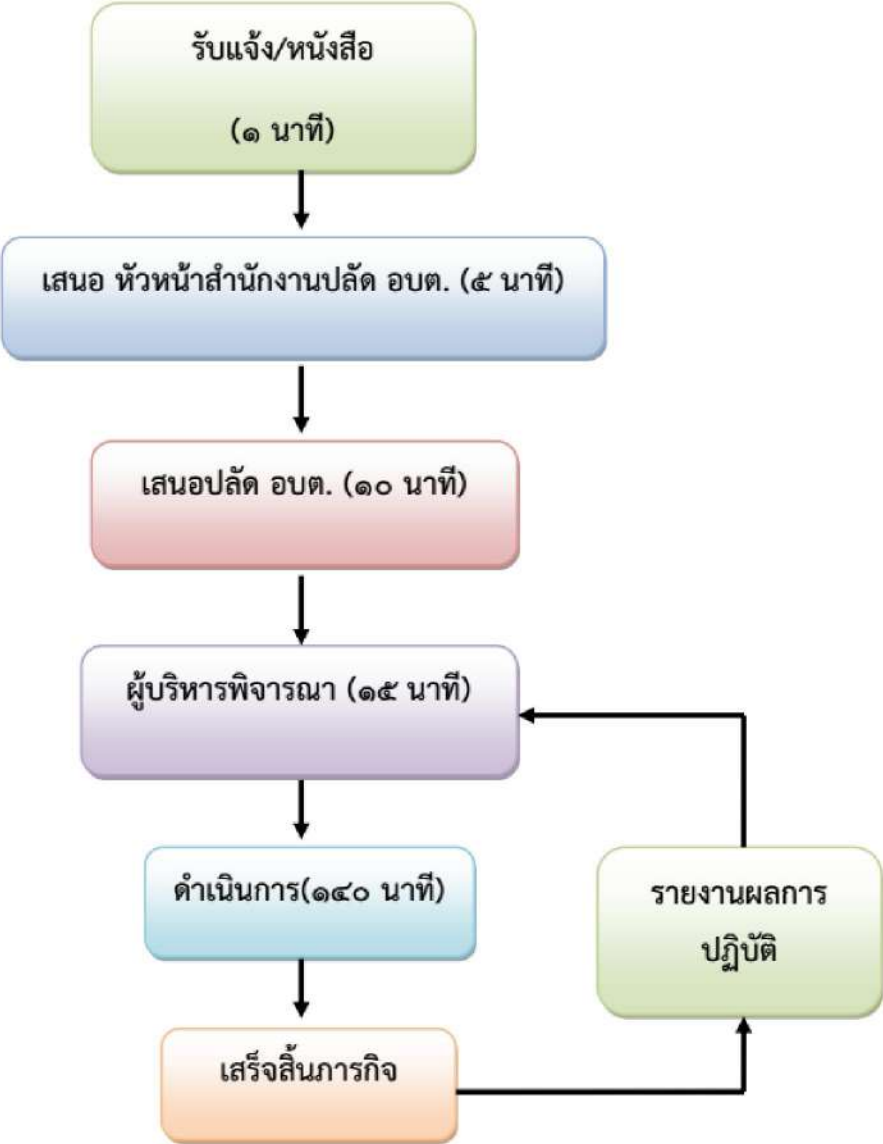 รับแจ้ง/หนังสือ
(๑ นาที)
เสนอ หัวหน้าสำนักงานปลัด อบต. (๕ นาที)
เสนอปลัด อบต. (๑๐ นาที)
ผู้บริหารพิจารณา (๑๕ นาที)
ดำเนินการ(๑๔๐ นาที)
เสร็จสิ้นภารกิจ
รายงานผลการ
ปฏิบัติ